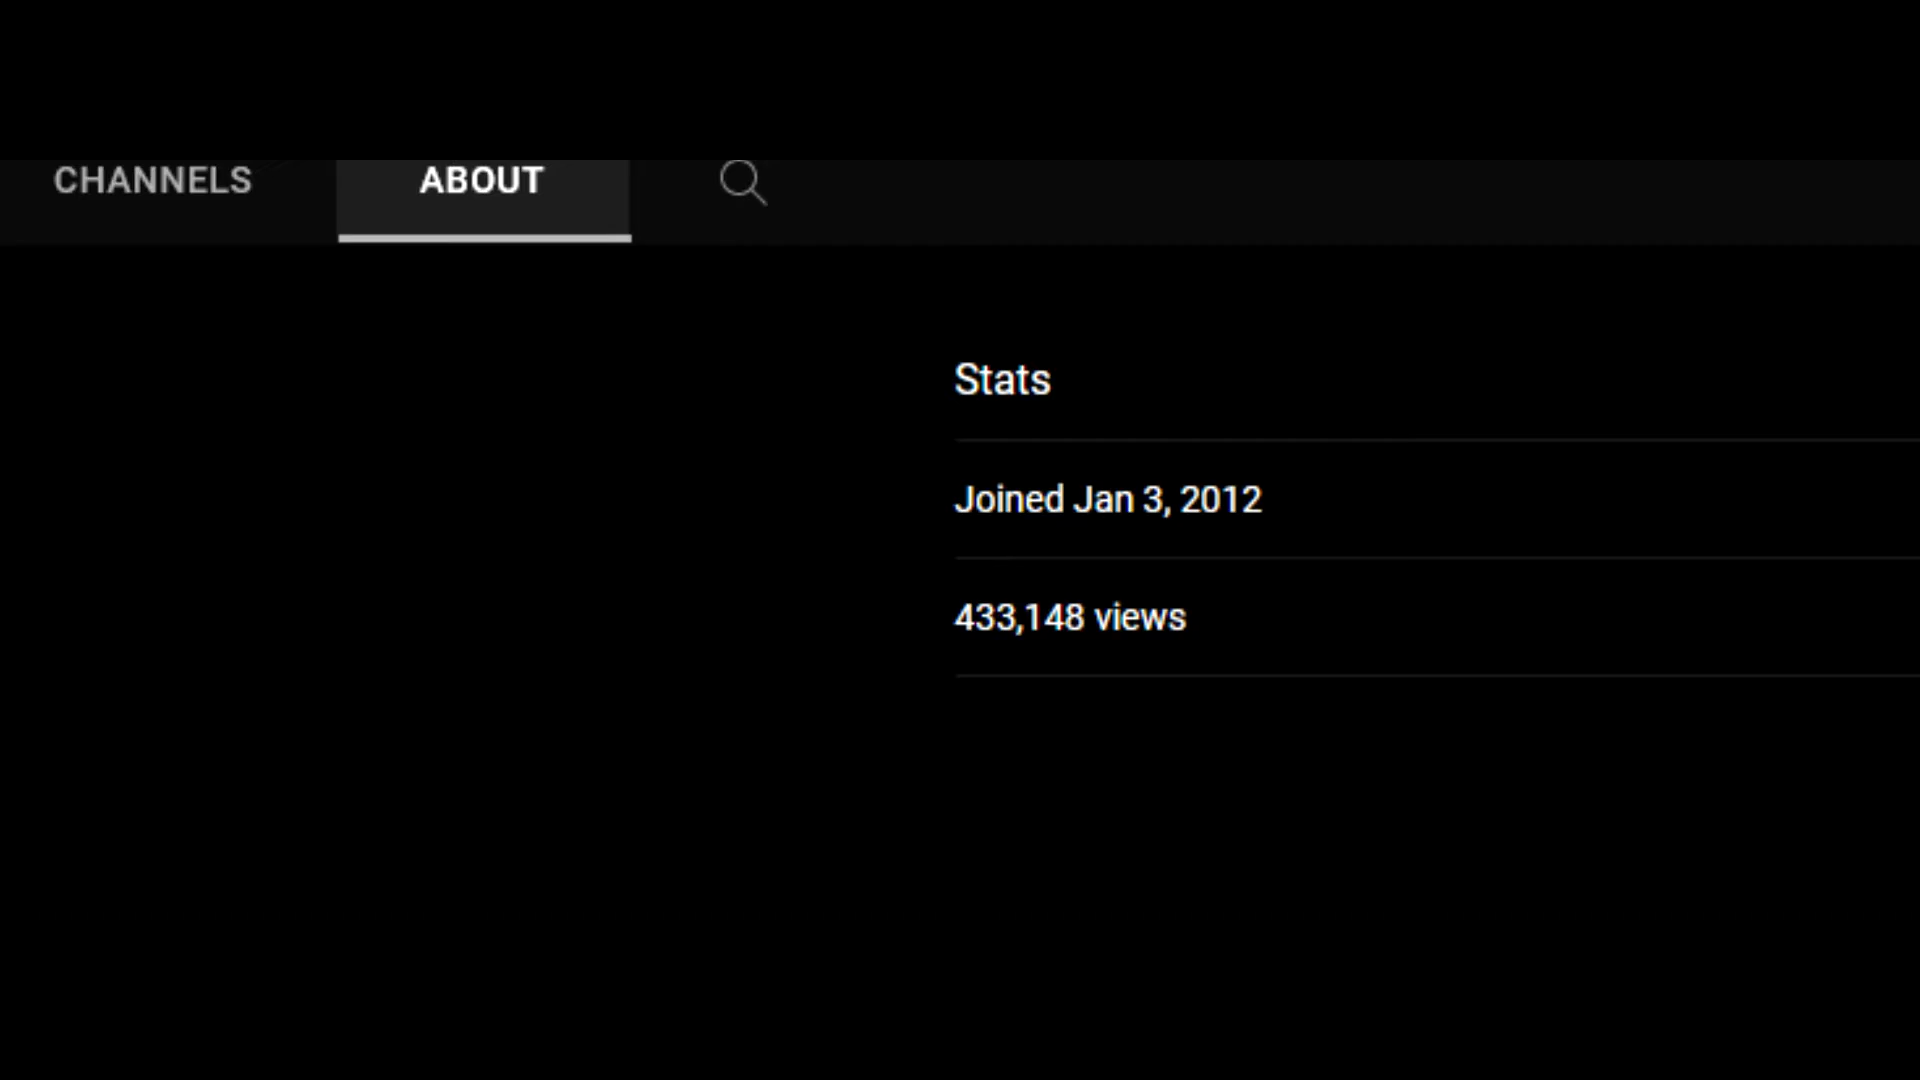 CHANNELS ABOUT
Stats
Joined Jan 3, 2012
433,148 views